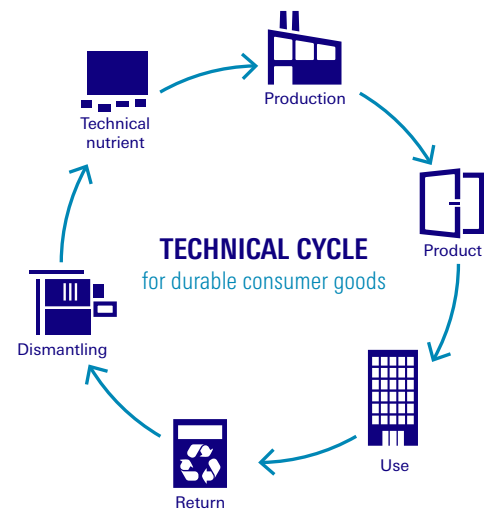 TECHNICAL CYCLE
for durable consumer goods
Production
Product
Use
Return
Dismantling
Technical
nutrient